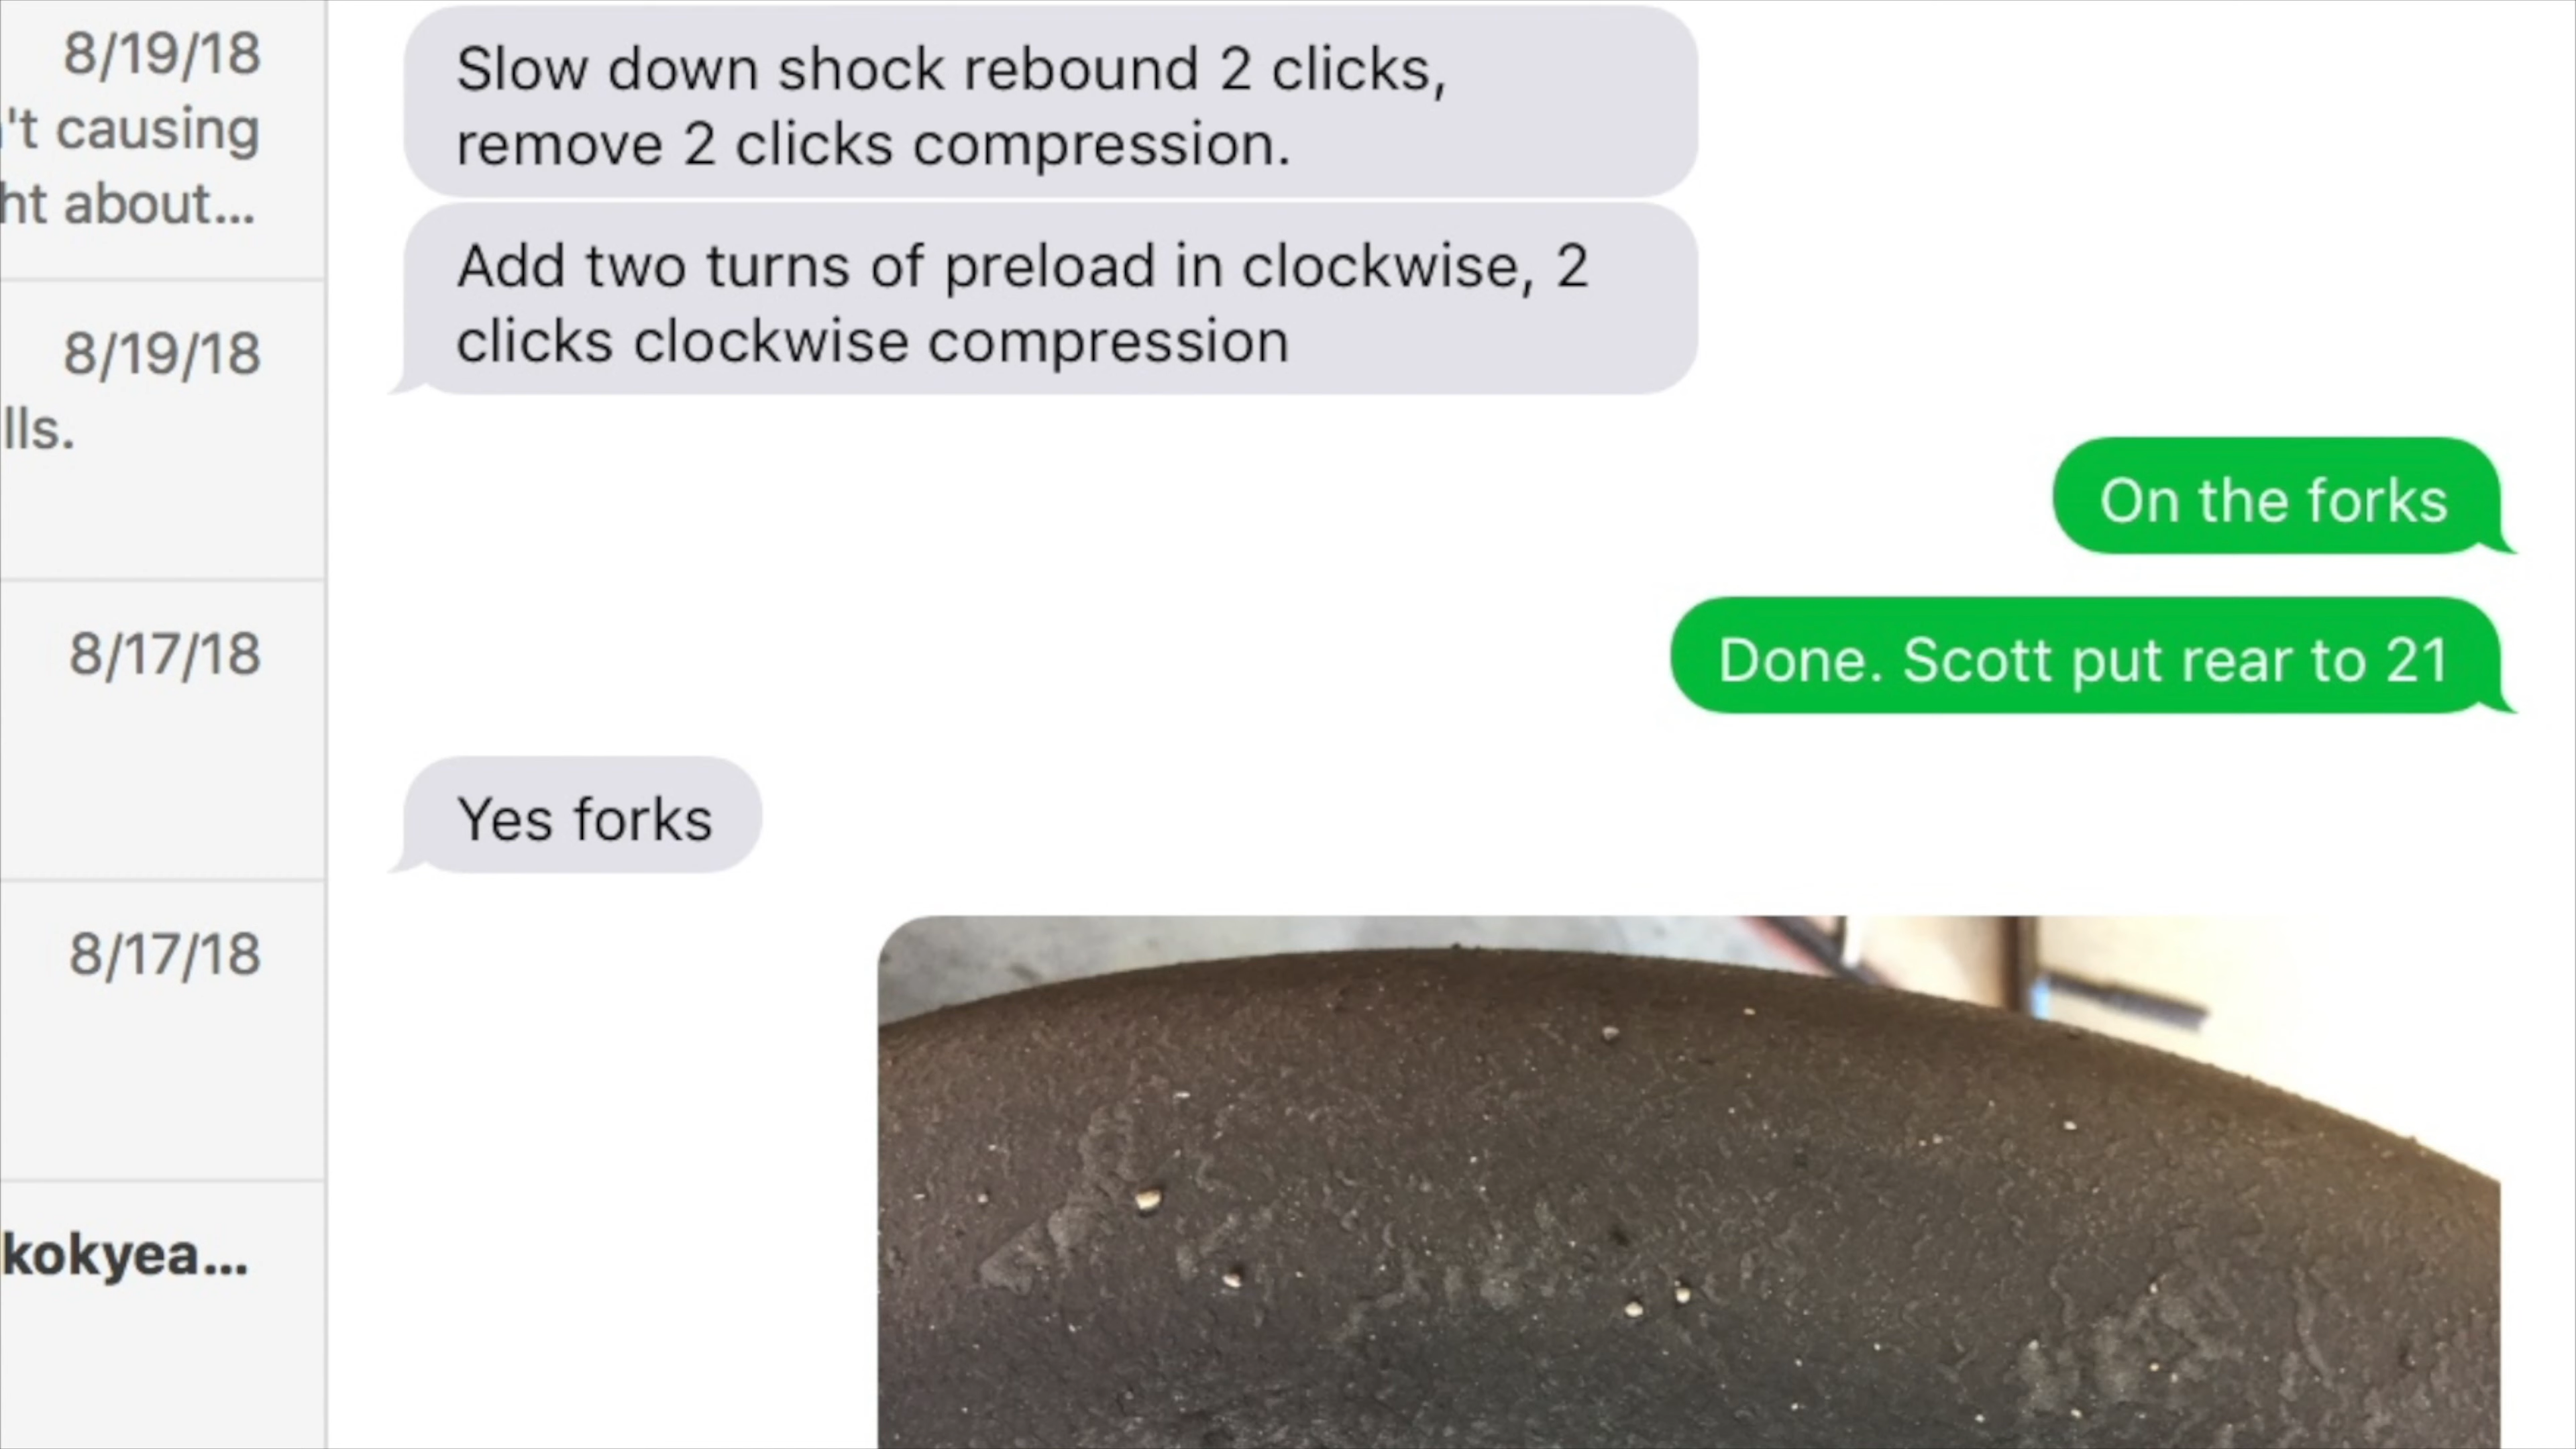 8/19/18
't causing
ht about...
8/19/18
lls.
8/17/18
8/17/18
kokyea...
Slow down shock rebound 2 clicks,
remove 2 clicks compression.
Add two turns of preload in clockwise, 2
clicks clockwise compression
On the forks
Done. Scott put rear to 21
Yes forks